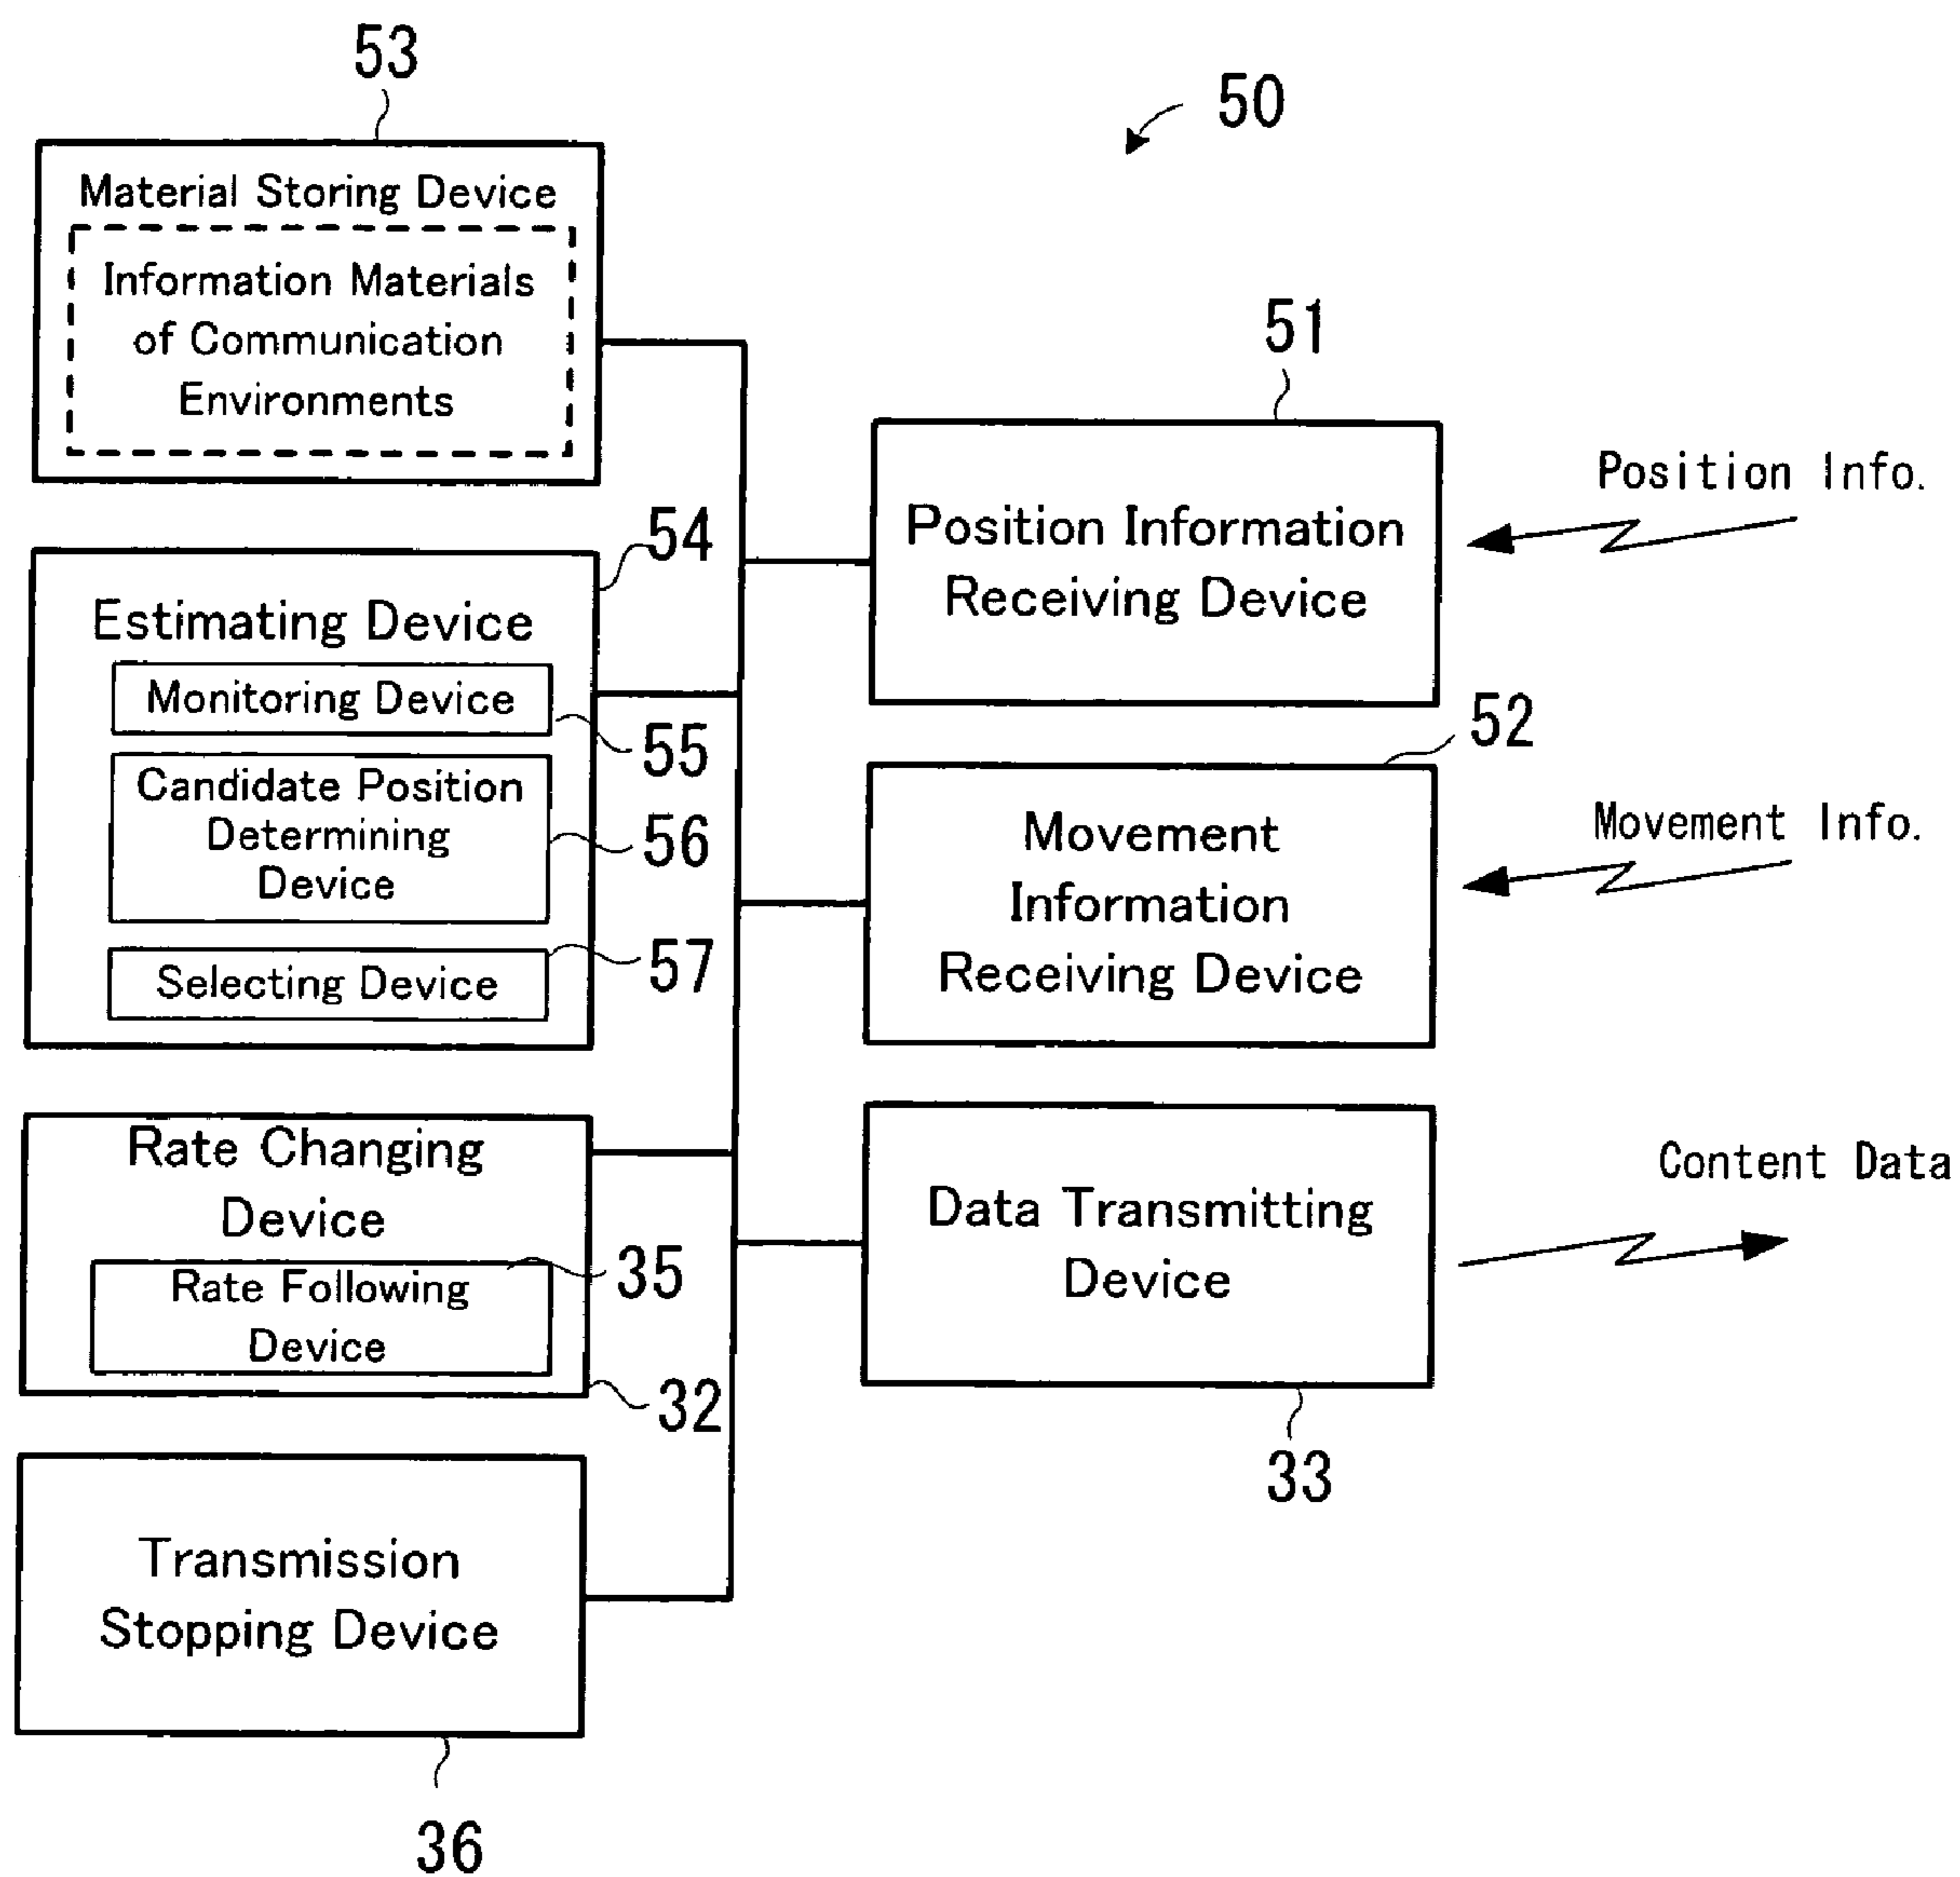 53
50
Material Storing Device
Information Materials
of Communication
Environments
51
Position Information
Receiving Device
Position Info.
54
Estimating Device
Monitoring Device
55
Candidate Position
Determining
Device
56
Selecting Device
57
52
Movement
Information
Receiving Device
Movement Info.
Rate Changing
Device
Rate Following
Device
35
32
Data Transmitting
Device
Content Data
33
Transmission
Stopping Device
36